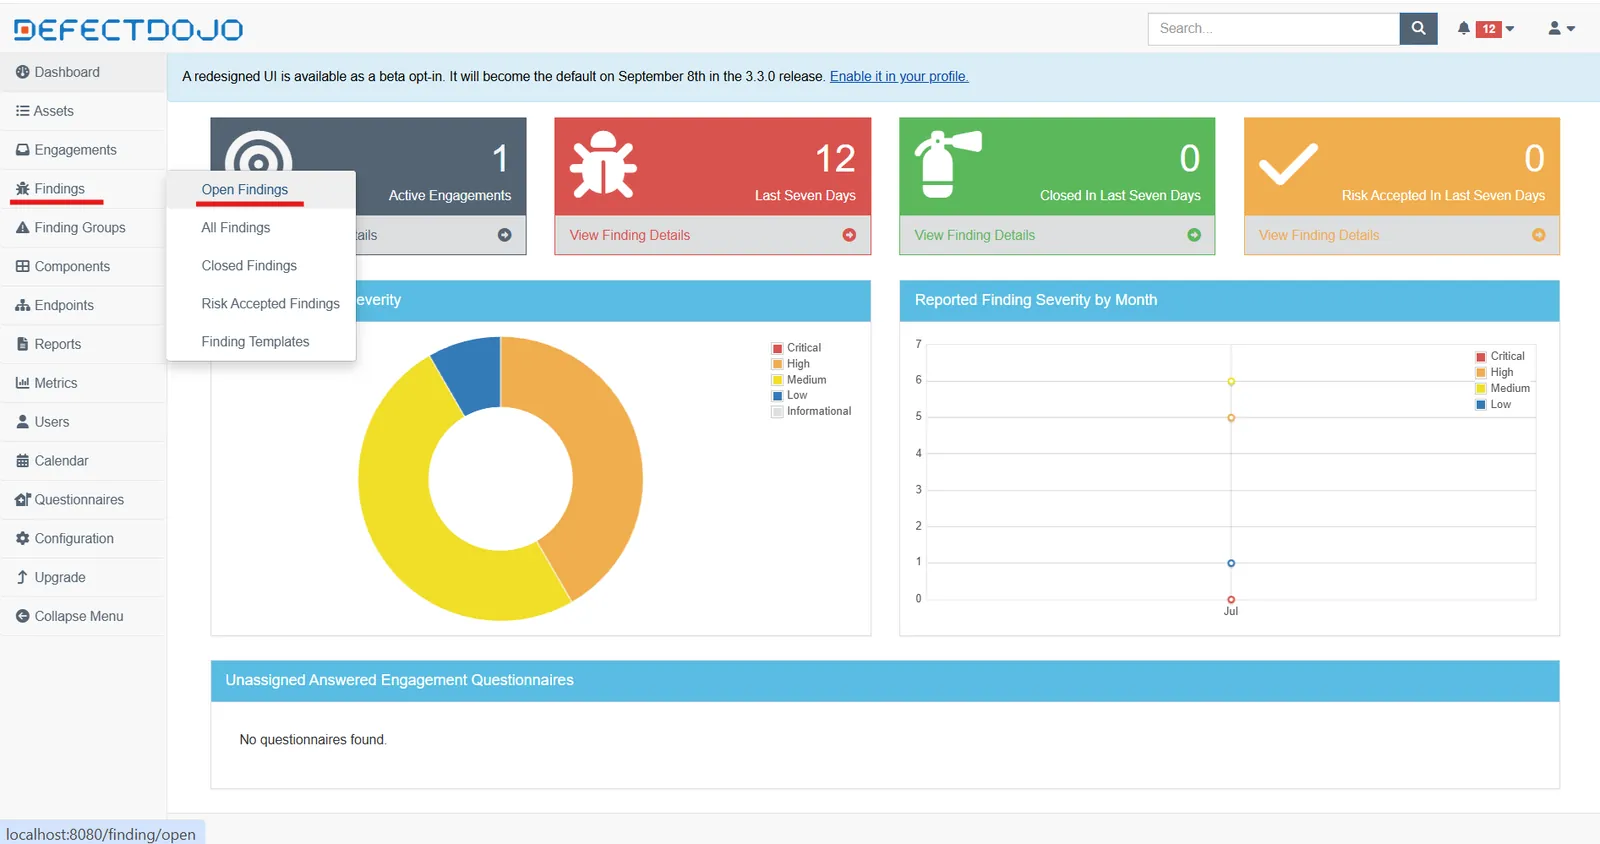 DEFECTDOJO
Search...
12
Dashboard
A redesigned UI is available as a beta opt-in. It will become the default on September 8th in the 3.3.0 release. Enable it in your profile.
Assets
Engagements
Findings
Finding Groups
Components
Endpoints
Reports
Metrics
Users
Calendar
Questionnaires
Configuration
Upgrade
Collapse Menu
Open Findings
All Findings
Closed Findings
Risk Accepted Findings
Finding Templates
1
Active Engagements
tails
12
Last Seven Days
View Finding Details
0
Closed In Last Seven Days
View Finding Details
0
Risk Accepted In Last Seven Days
View Finding Details
everity
Critical
High
Medium
Low
Informational
Reported Finding Severity by Month
7
6
5
4
3
2
1
0
Jul
Critical
High
Medium
Low
Unassigned Answered Engagement Questionnaires
No questionnaires found.
localhost:8080/finding/open